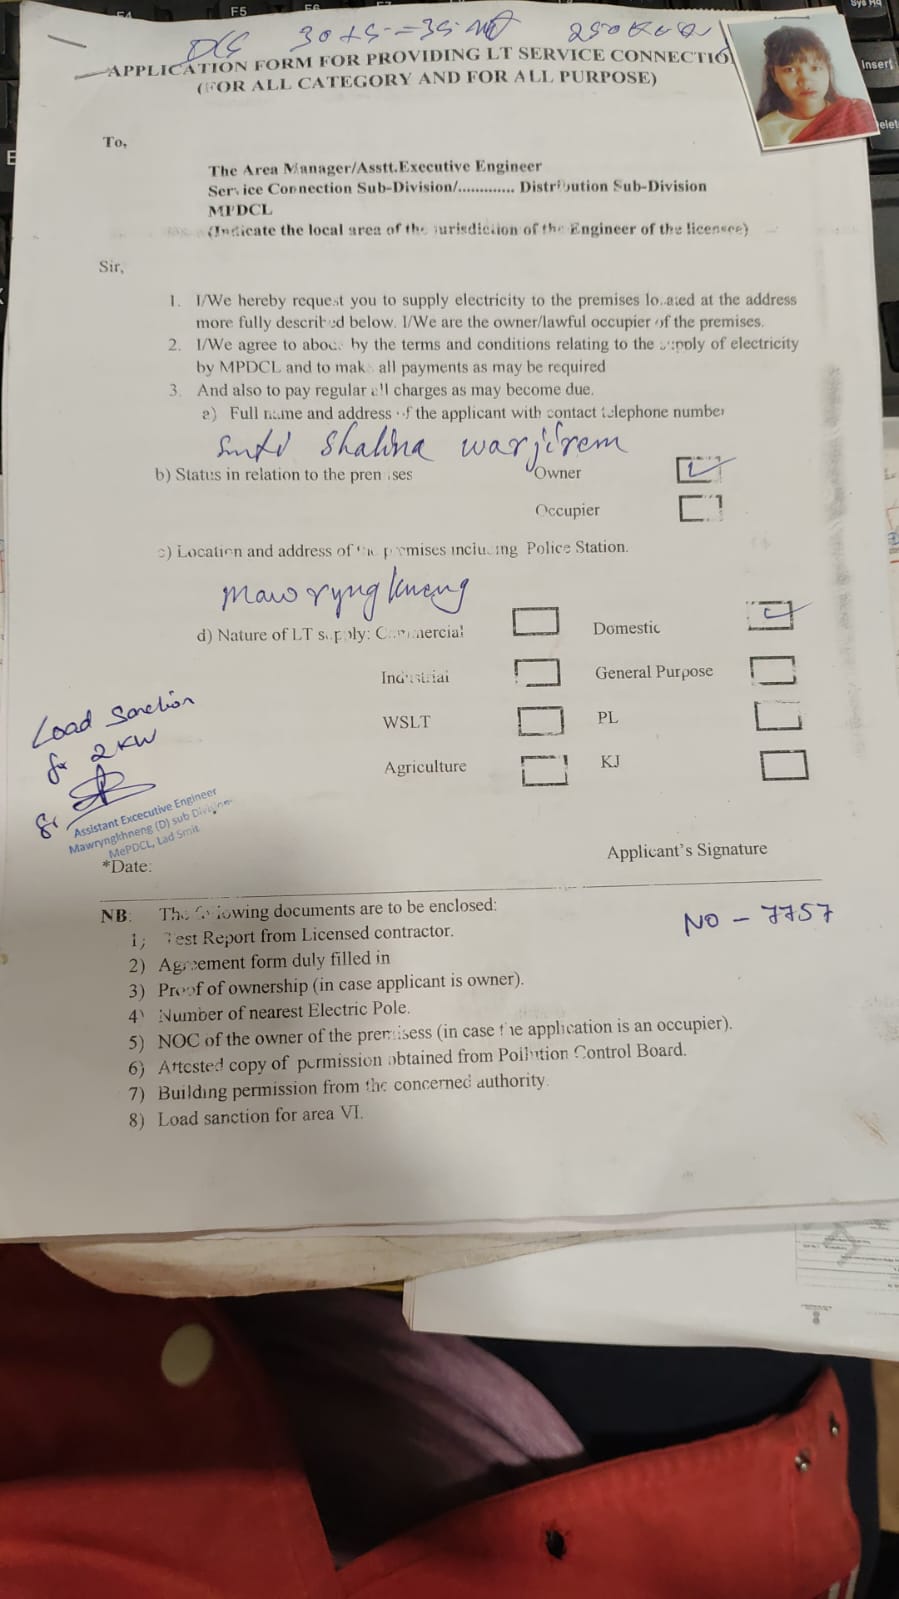 30+5=35 mt
APPLICATION FORM FOR PROVIDING LT SERVICE CONNECTIO
(FOR ALL CATEGORY AND FOR ALL PURPOSE)
To,
The Area Manager/Asstt.Executive Engineer
Service Connection Sub-Division/............. Distribution Sub-Division
MPDCL
(Indicate the local area of the jurisdiction of the Engineer of the licensee)
Sir,
1. I/We hereby request you to supply electricity to the premises located at the address
more fully described below. I/We are the owner/lawful occupier of the premises.
2. I/We agree to by the terms and conditions relating to the supply of electricity
by MPDCL and to make all payments as may be required
3. And also to pay regular all charges as may become due.
a) Full name and address of the applicant with contact telephone number
Smti Shalina warjirem
b) Status in relation to the premises Owner
Occupier
c) Location and address of the premises including Police Station.
Mawryngkneng
d) Nature of LT supply: Commercial Domestic
Industrial General Purpose
WSLT PL
Agriculture KJ
Load Sanction
for 2 KW
Assistant Excecutive Engineer
Mawryngkhneng (D) sub Division
MePDCL, Lad Smit
*Date:
Applicant's Signature
NB: The following documents are to be enclosed:
NO - 7757
1) Test Report from Licensed contractor.
2) Agreement form duly filled in
3) Proof of ownership (in case applicant is owner).
4) Number of nearest Electric Pole.
5) NOC of the owner of the premisess (in case the application is an occupier).
6) Attested copy of permission obtained from Pollution Control Board.
7) Building permission from the concerned authority.
8) Load sanction for area VI.